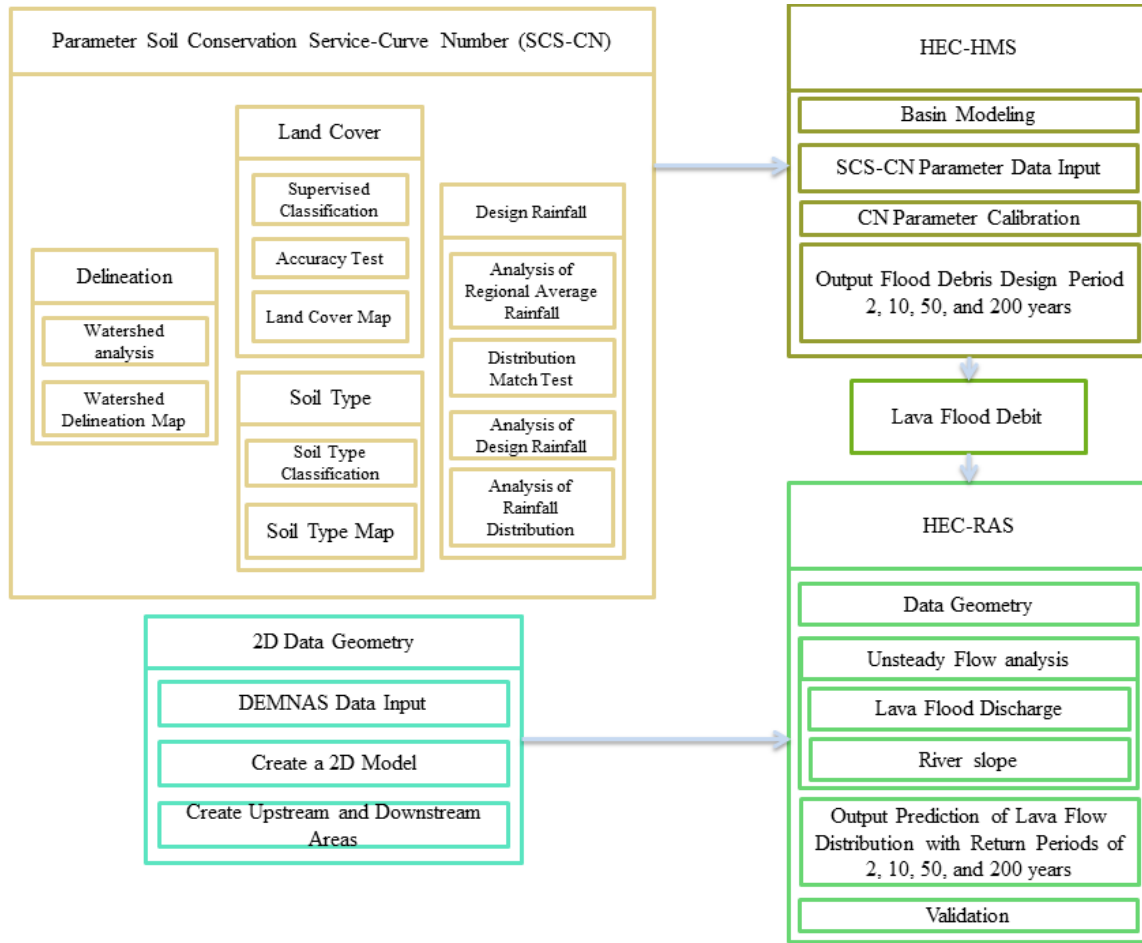 Parameter Soil Conservation Service-Curve Number (SCS-CN)
Delineation
Watershed
analysis
Watershed
Delineation Map
Land Cover
Supervised
Classification
Accuracy Test
Land Cover Map
Soil Type
Soil Type
Classification
Soil Type Map
Design Rainfall
Analysis of
Regional Average
Rainfall
Distribution
Match Test
Analysis
of Design Rainfall
Analysis of
Rainfall
Distribution
2D Data Geometry
DEMNAS Data Input
Create a 2D Model
Create Upstream and Downstream
Areas
HEC-HMS
Basin Modeling
SCS-CN Parameter Data Input
CN Parameter Calibration
Output Flood Debris Design Period
2, 10, 50, and 200 years
Lava Flood Debit
HEC-RAS
Data Geometry
Unsteady Flow analysis
Lava Flood Discharge
River slope
Output Prediction of Lava Flow
Distribution with Return Periods of
2, 10, 50, and 200 years
Validation